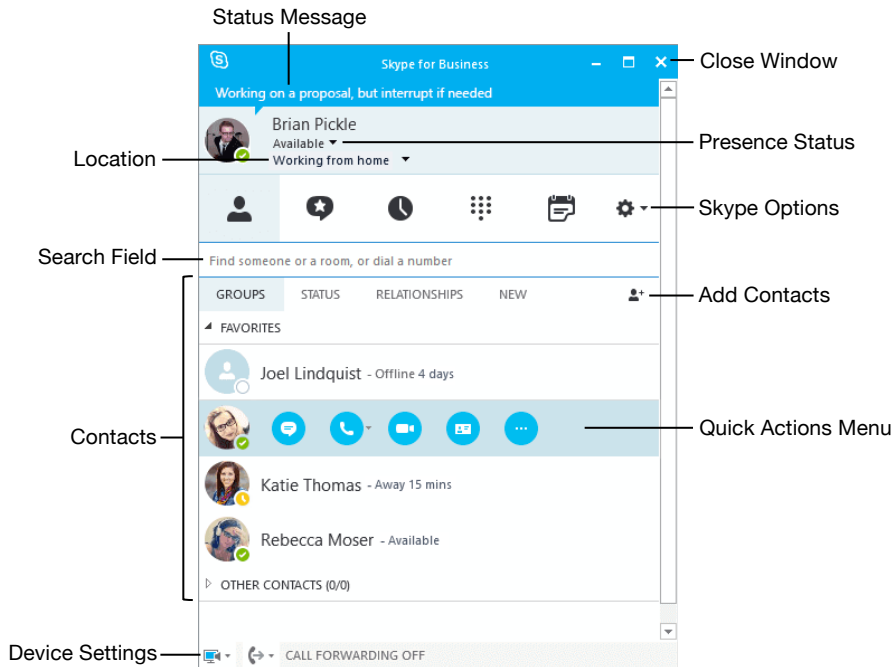 Status Message
Skype for Business
Close Window
Working on a proposal, but interrupt if needed
Brian Pickle
Available
Presence Status
Location
Working from home
Skype Options
Search Field
Find someone or a room, or dial a number
GROUPS STATUS RELATIONSHIPS NEW
Add Contacts
FAVORITES
Joel Lindquist - Offline 4 days
Contacts
Quick Actions Menu
Katie Thomas - Away 15 mins
Rebecca Moser - Available
OTHER CONTACTS (0/0)
Device Settings
CALL FORWARDING OFF